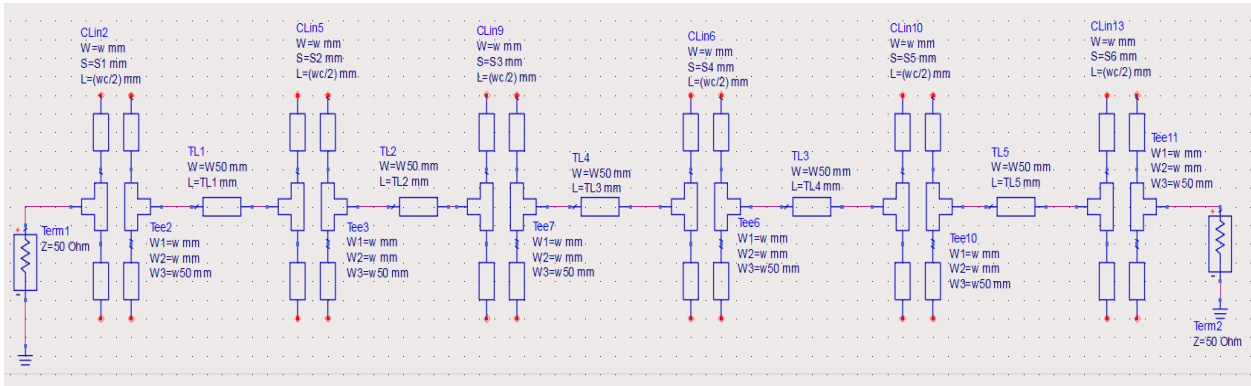 CLin2
W=w mm
S=S1 mm
L=(wc/2) mm
CLin5
W=w mm
S=S2 mm
L=(wc/2) mm
CLin9
W=w mm
S=S3 mm
L=(wc/2) mm
CLin6
W=w mm
S=S4 mm
L=(wc/2) mm
CLin10
W=w mm
S=S5 mm
L=(wc/2) mm
CLin13
W=w mm
S=S6 mm
L=(wc/2) mm
TL1
W=W50 mm
L=TL1 mm
TL2
W=W50 mm
L=TL2 mm
TL4
W=W50 mm
L=TL3 mm
TL3
W=W50 mm
L=TL4 mm
TL5
W=W50 mm
L=TL5 mm
Tee11
W1=w mm
W2=w mm
W3=w50 mm
+
Term1
Z=50 Ohm
-
Tee2
W1=w mm
W2=w mm
W3=w50 mm
Tee3
W1=w mm
W2=w mm
W3=w50 mm
Tee7
W1=w mm
W2=w mm
W3=w50 mm
Tee6
W1=w mm
W2=w mm
W3=w50 mm
Tee10
W1=w mm
W2=w mm
W3=w50 mm
+
-
Term2
Z=50 Ohm